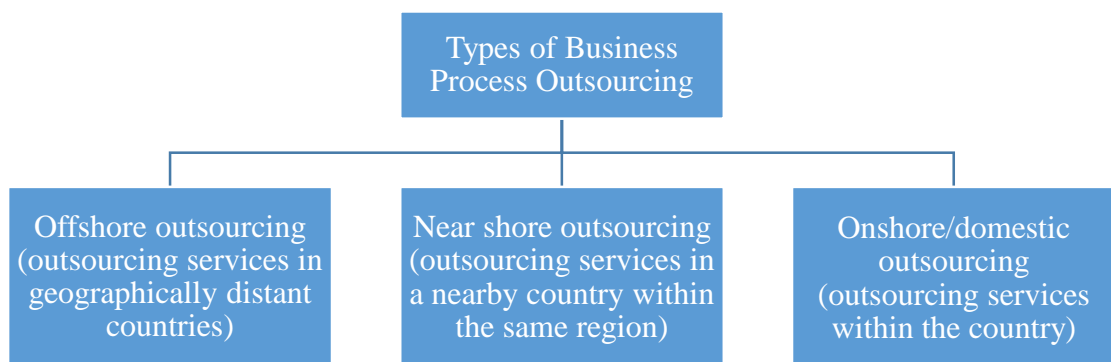 Types of Business
Process Outsourcing
Offshore outsourcing
(outsourcing services in
geographically distant
countries)
Near shore outsourcing
(outsourcing services in
a nearby country within
the same region)
Onshore/domestic
outsourcing
(outsourcing services
within the country)